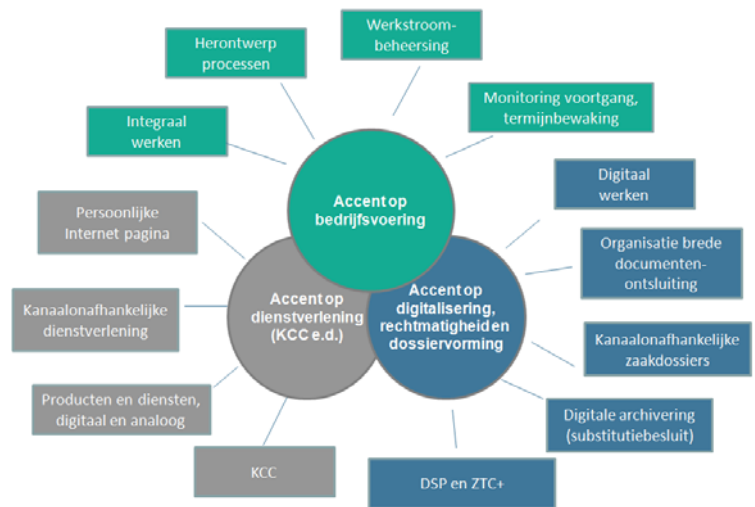 Werkstroom-
beheersing
Herontwerp
processen
Monitoring voortgang,
termijnbewaking
Integraal
werken
Accent op
bedrijfsvoering
Digitaal
werken
Persoonlijke
Internet pagina
Organisatie brede
documenten-
ontsluiting
Kanaalonafhankelijke
dienstverlening
Accent op
dienstverlening
(KCC e.d.)
Accent op
digitalisering,
rechtmatigheid en
dossiervorming
Kanaalonafhankelijke
zaakdossiers
Producten en diensten,
digitaal en analoog
Digitale archivering
(substitutiebesluit)
KCC
DSP en ZTC+